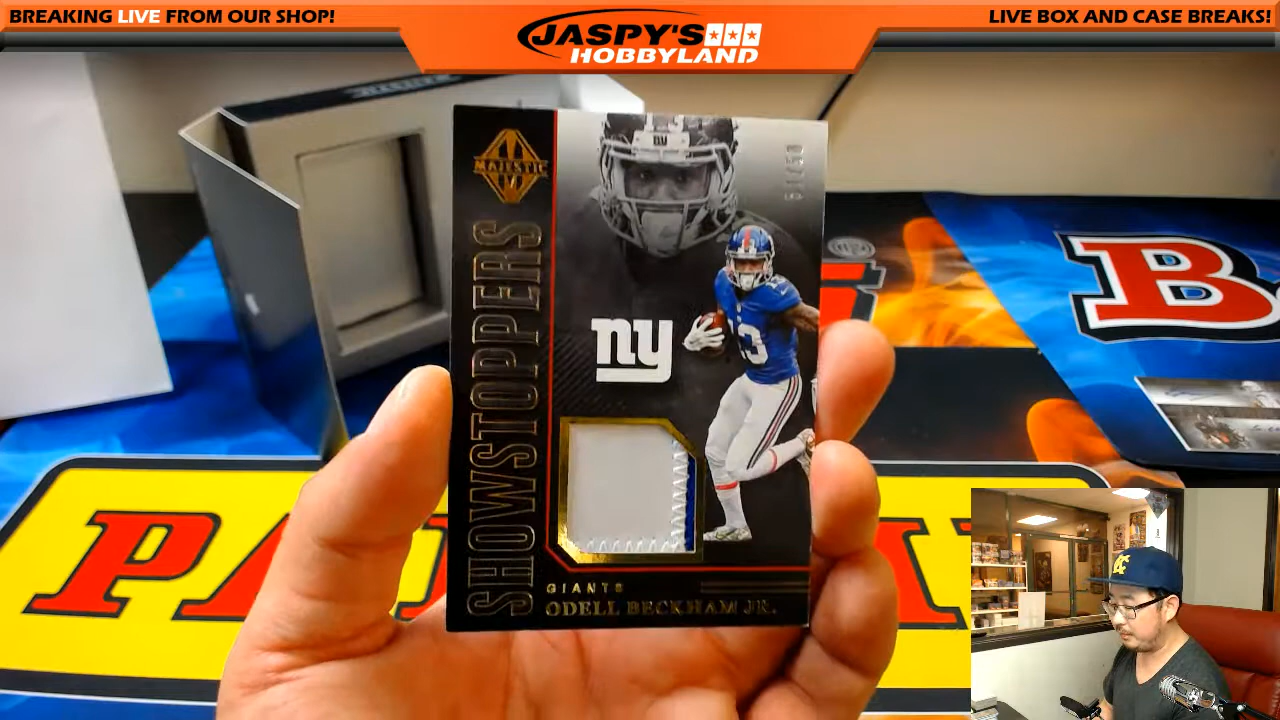 BREAKING LIVE FROM OUR SHOP!
JASPY'S
HOBBYLAND
LIVE BOX AND CASE BREAKS!
MAJESTIC
SHOWSTOPPERS
ny
13
GIANTS
ODELL BECKHAM JR.
B